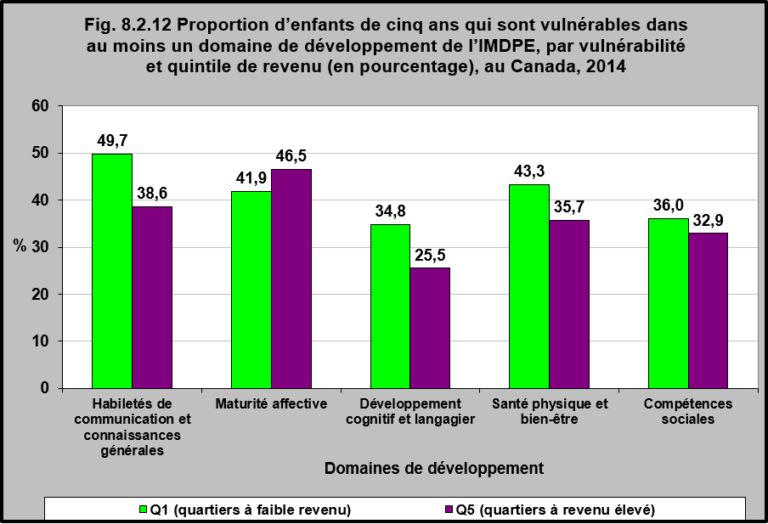 Fig. 8.2.12 Proportion d’enfants de cinq ans qui sont vulnérables dans
au moins un domaine de développement de l’IMDPE, par vulnérabilité
et quintile de revenu (en pourcentage), au Canada, 2014
60
50
40
% 30
20
10
0
49,7
38,6
41,9
46,5
34,8
25,5
43,3
35,7
36,0
32,9
Habiletés de
communication et
connaissances
générales
Maturité affective
Développement
cognitif et langagier
Santé physique et
bien-être
Compétences
sociales
Domaines de développement
Q1 (quartiers à faible revenu)
Q5 (quartiers à revenu élevé)